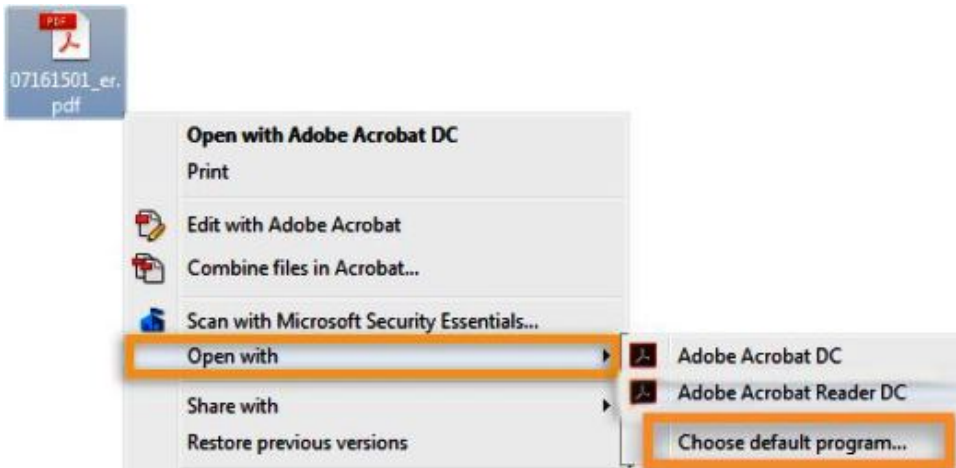 PDF
07161501_er.
pdf
Open with Adobe Acrobat DC
Print
Edit with Adobe Acrobat
Combine files in Acrobat...
Scan with Microsoft Security Essentials...
Open with
Adobe Acrobat DC
Adobe Acrobat Reader DC
Share with
Restore previous versions
Choose default program...